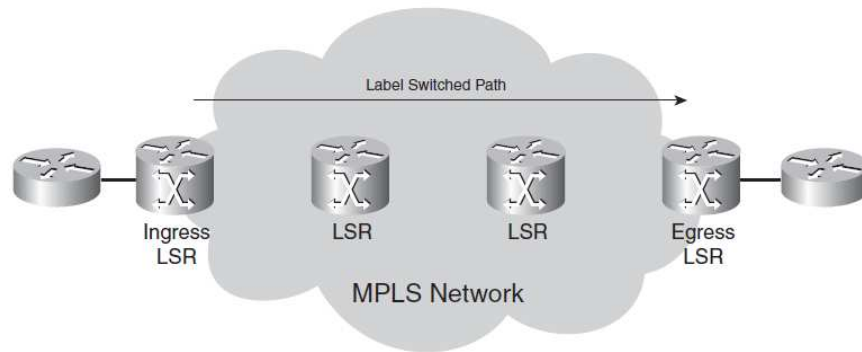 Label Switched Path
Ingress
LSR
LSR
LSR
Egress
LSR
MPLS Network